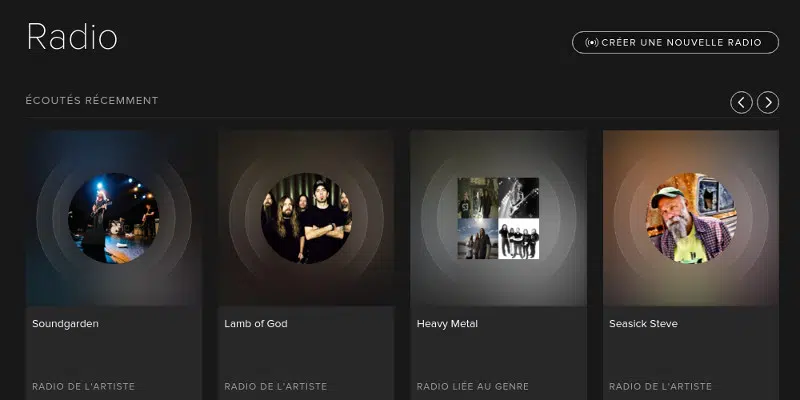 Radio
CRÉER UNE NOUVELLE RADIO
ÉCOUTÉS RÉCEMMENT
Soundgarden
Lamb of God
Heavy Metal
Seasick Steve
RADIO DE L'ARTISTE
RADIO DE L'ARTISTE
RADIO LIÉE AU GENRE
RADIO DE L'ARTISTE